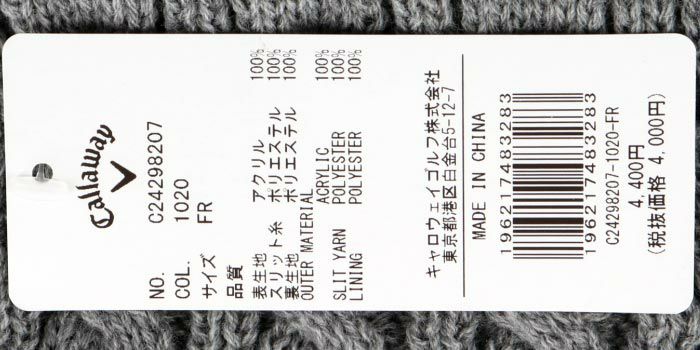 Callaway
NO. C24298207
COL. 1020
サイズ FR
品質
表生地 アクリル 100%
スリット糸 ポリエステル 100%
裏生地 ポリエステル 100%
OUTER MATERIAL
ACRYLIC 100%
SLIT YARN POLYESTER 100%
LINING POLYESTER 100%
キャロウェイゴルフ株式会社
東京都港区白金台5-12-7
MADE IN CHINA
196217483283
196217483283
C24298207-1020-FR
4,400円
(税抜価格 4,000円)